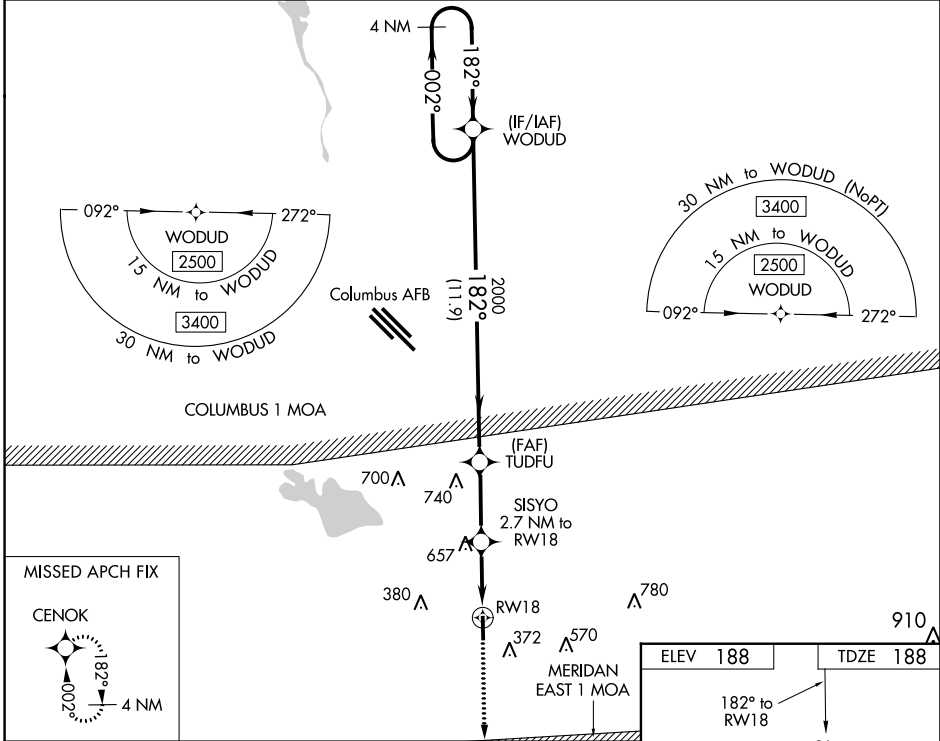 4 NM
182°
002°
(IF/IAF)
WODUD
092°
272°
WODUD
2500
15 NM to WODUD
3400
30 NM to WODUD
30 NM to WODUD (NoPT)
3400
15 NM to WODUD
2500
WODUD
092°
272°
2000
182°
(11.9)
Columbus AFB
COLUMBUS 1 MOA
(FAF)
TUDFU
700
740
SISYO
2.7 NM to
RW18
657
MISSED APCH FIX
CENOK
182°
002°
4 NM
380
RW18
780
372
570
910
MERIDAN
EAST 1 MOA
ELEV 188
TDZE 188
182° to
RW18